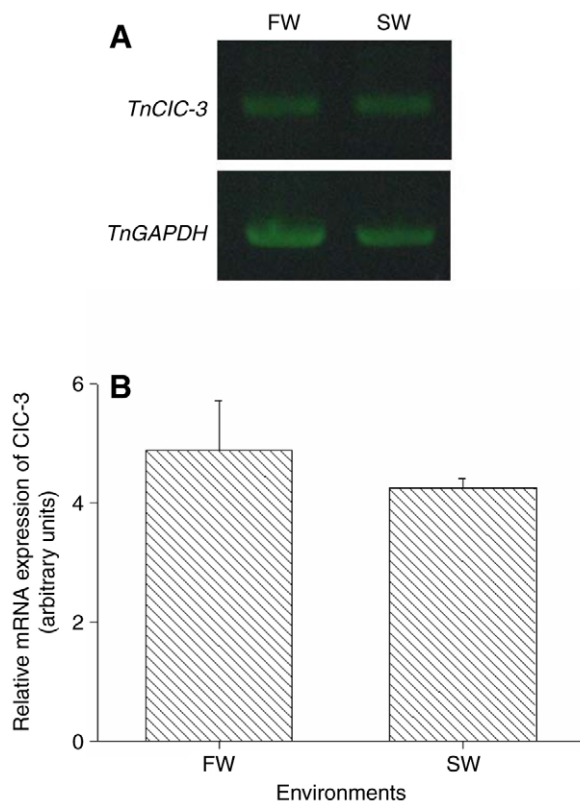 A
FW SW
TnClC-3
TnGAPDH
B
Relative mRNA expression of ClC-3
(arbitrary units)
6
4
2
0
FW SW
Environments